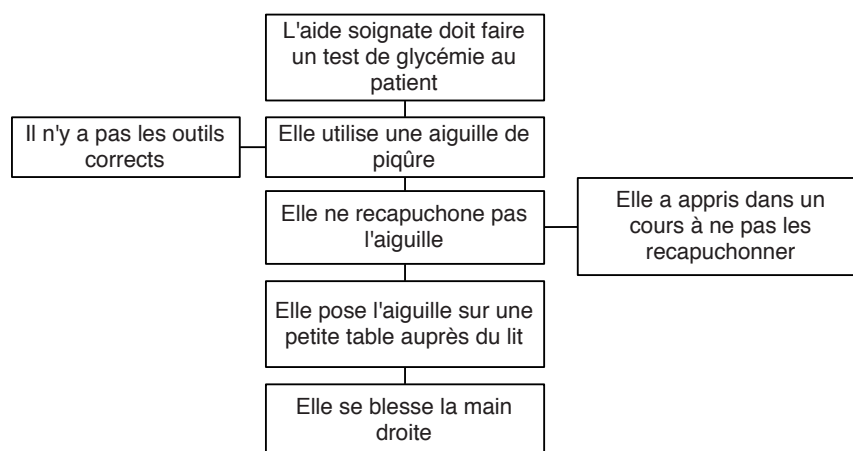 L'aide soignate doit faire
un test de glycémie au
patient
Il n'y a pas les outils
corrects
Elle utilise une aiguille de
piqûre
Elle ne recapuchone pas
l'aiguille
Elle a appris dans un
cours à ne pas les
recapuchonner
Elle pose l'aiguille sur une
petite table auprès du lit
Elle se blesse la main
droite